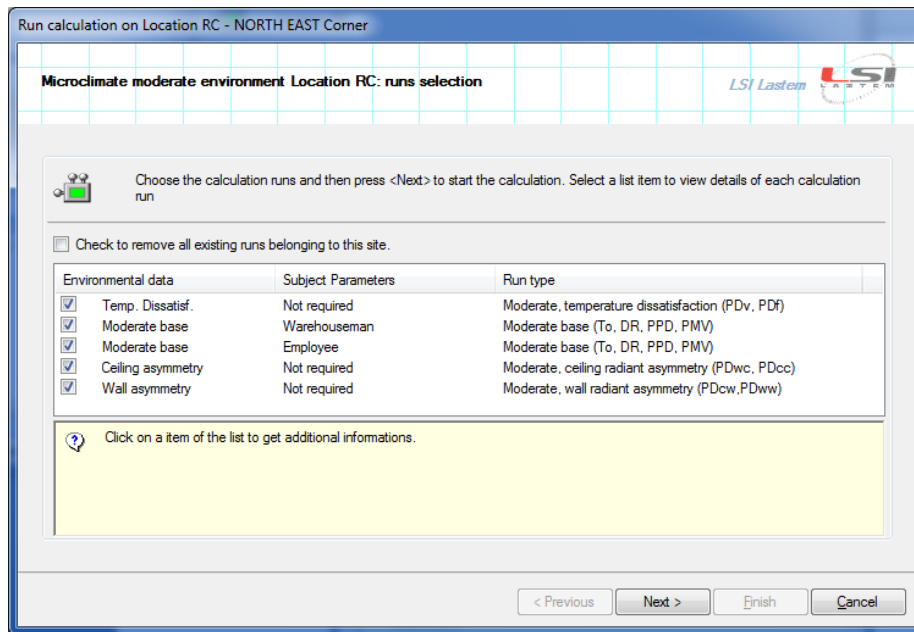 Run calculation on Location RC - NORTH EAST Corner
Microclimate moderate environment Location RC: runs selection
LSI Lastem
LSI
LASTEM
Choose the calculation runs and then press <Next> to start the calculation. Select a list item to view details of each calculation
run
Check to remove all existing runs belonging to this site.
Environmental data Subject Parameters Run type
Temp. Dissatisf. Not required Moderate, temperature dissatisfaction (PDv, PDf)
Moderate base Warehouseman Moderate base (To, DR, PPD, PMV)
Moderate base Employee Moderate base (To, DR, PPD, PMV)
Ceiling asymmetry Not required Moderate, ceiling radiant asymmetry (PDwc, PDcc)
Wall asymmetry Not required Moderate, wall radiant asymmetry (PDcw,PDww)
Click on a item of the list to get additional informations.
< Previous Next > Finish Cancel